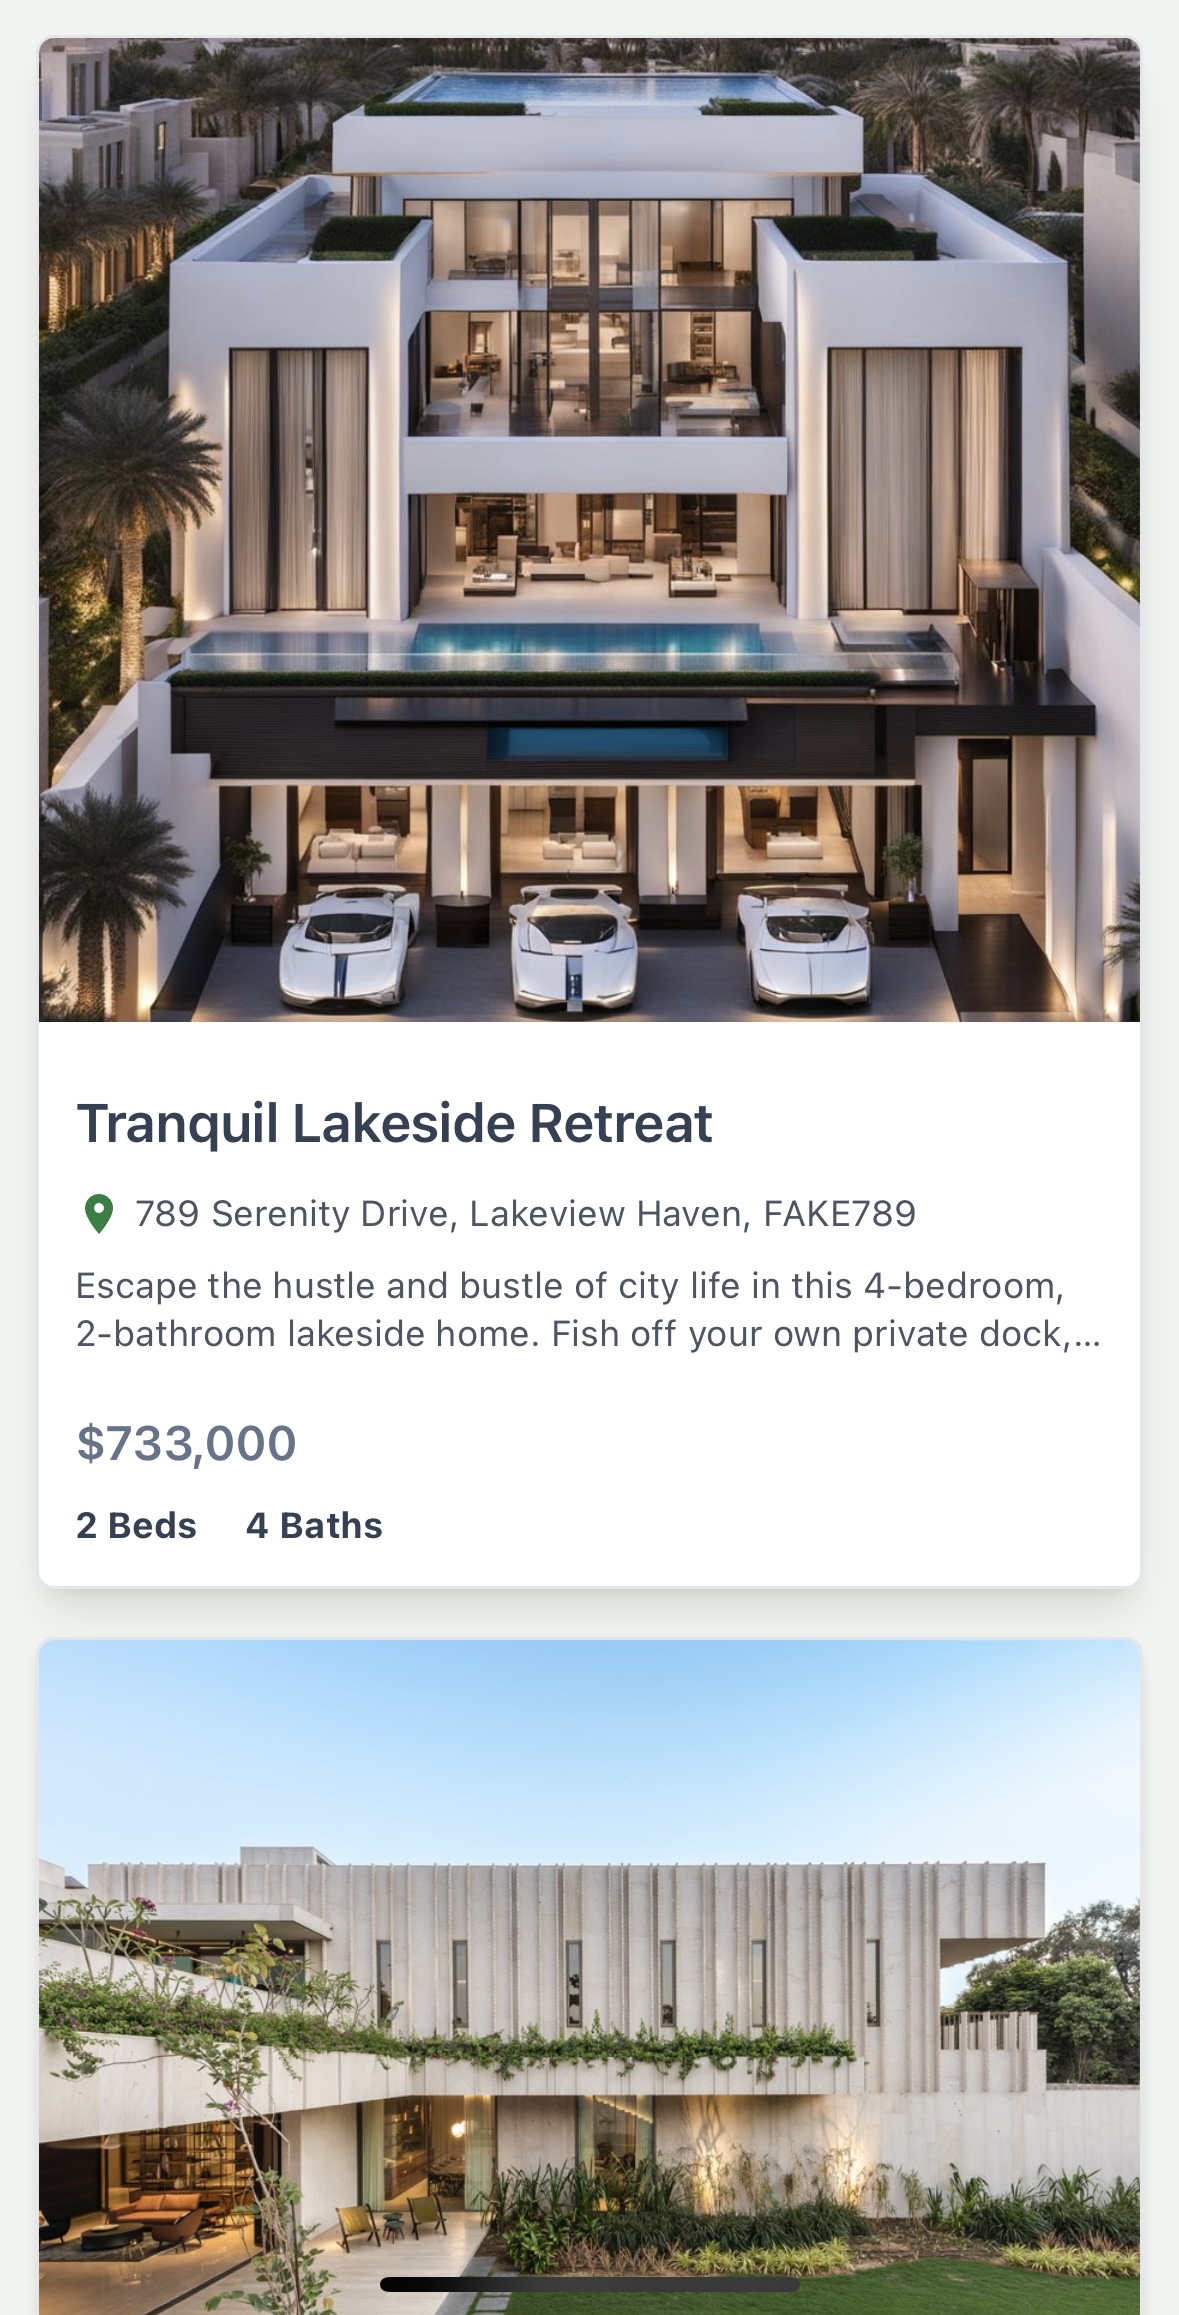 Tranquil Lakeside Retreat
789 Serenity Drive, Lakeview Haven, FAKE789
Escape the hustle and bustle of city life in this 4-bedroom,
2-bathroom lakeside home. Fish off your own private dock,...
$733,000
2 Beds 4 Baths